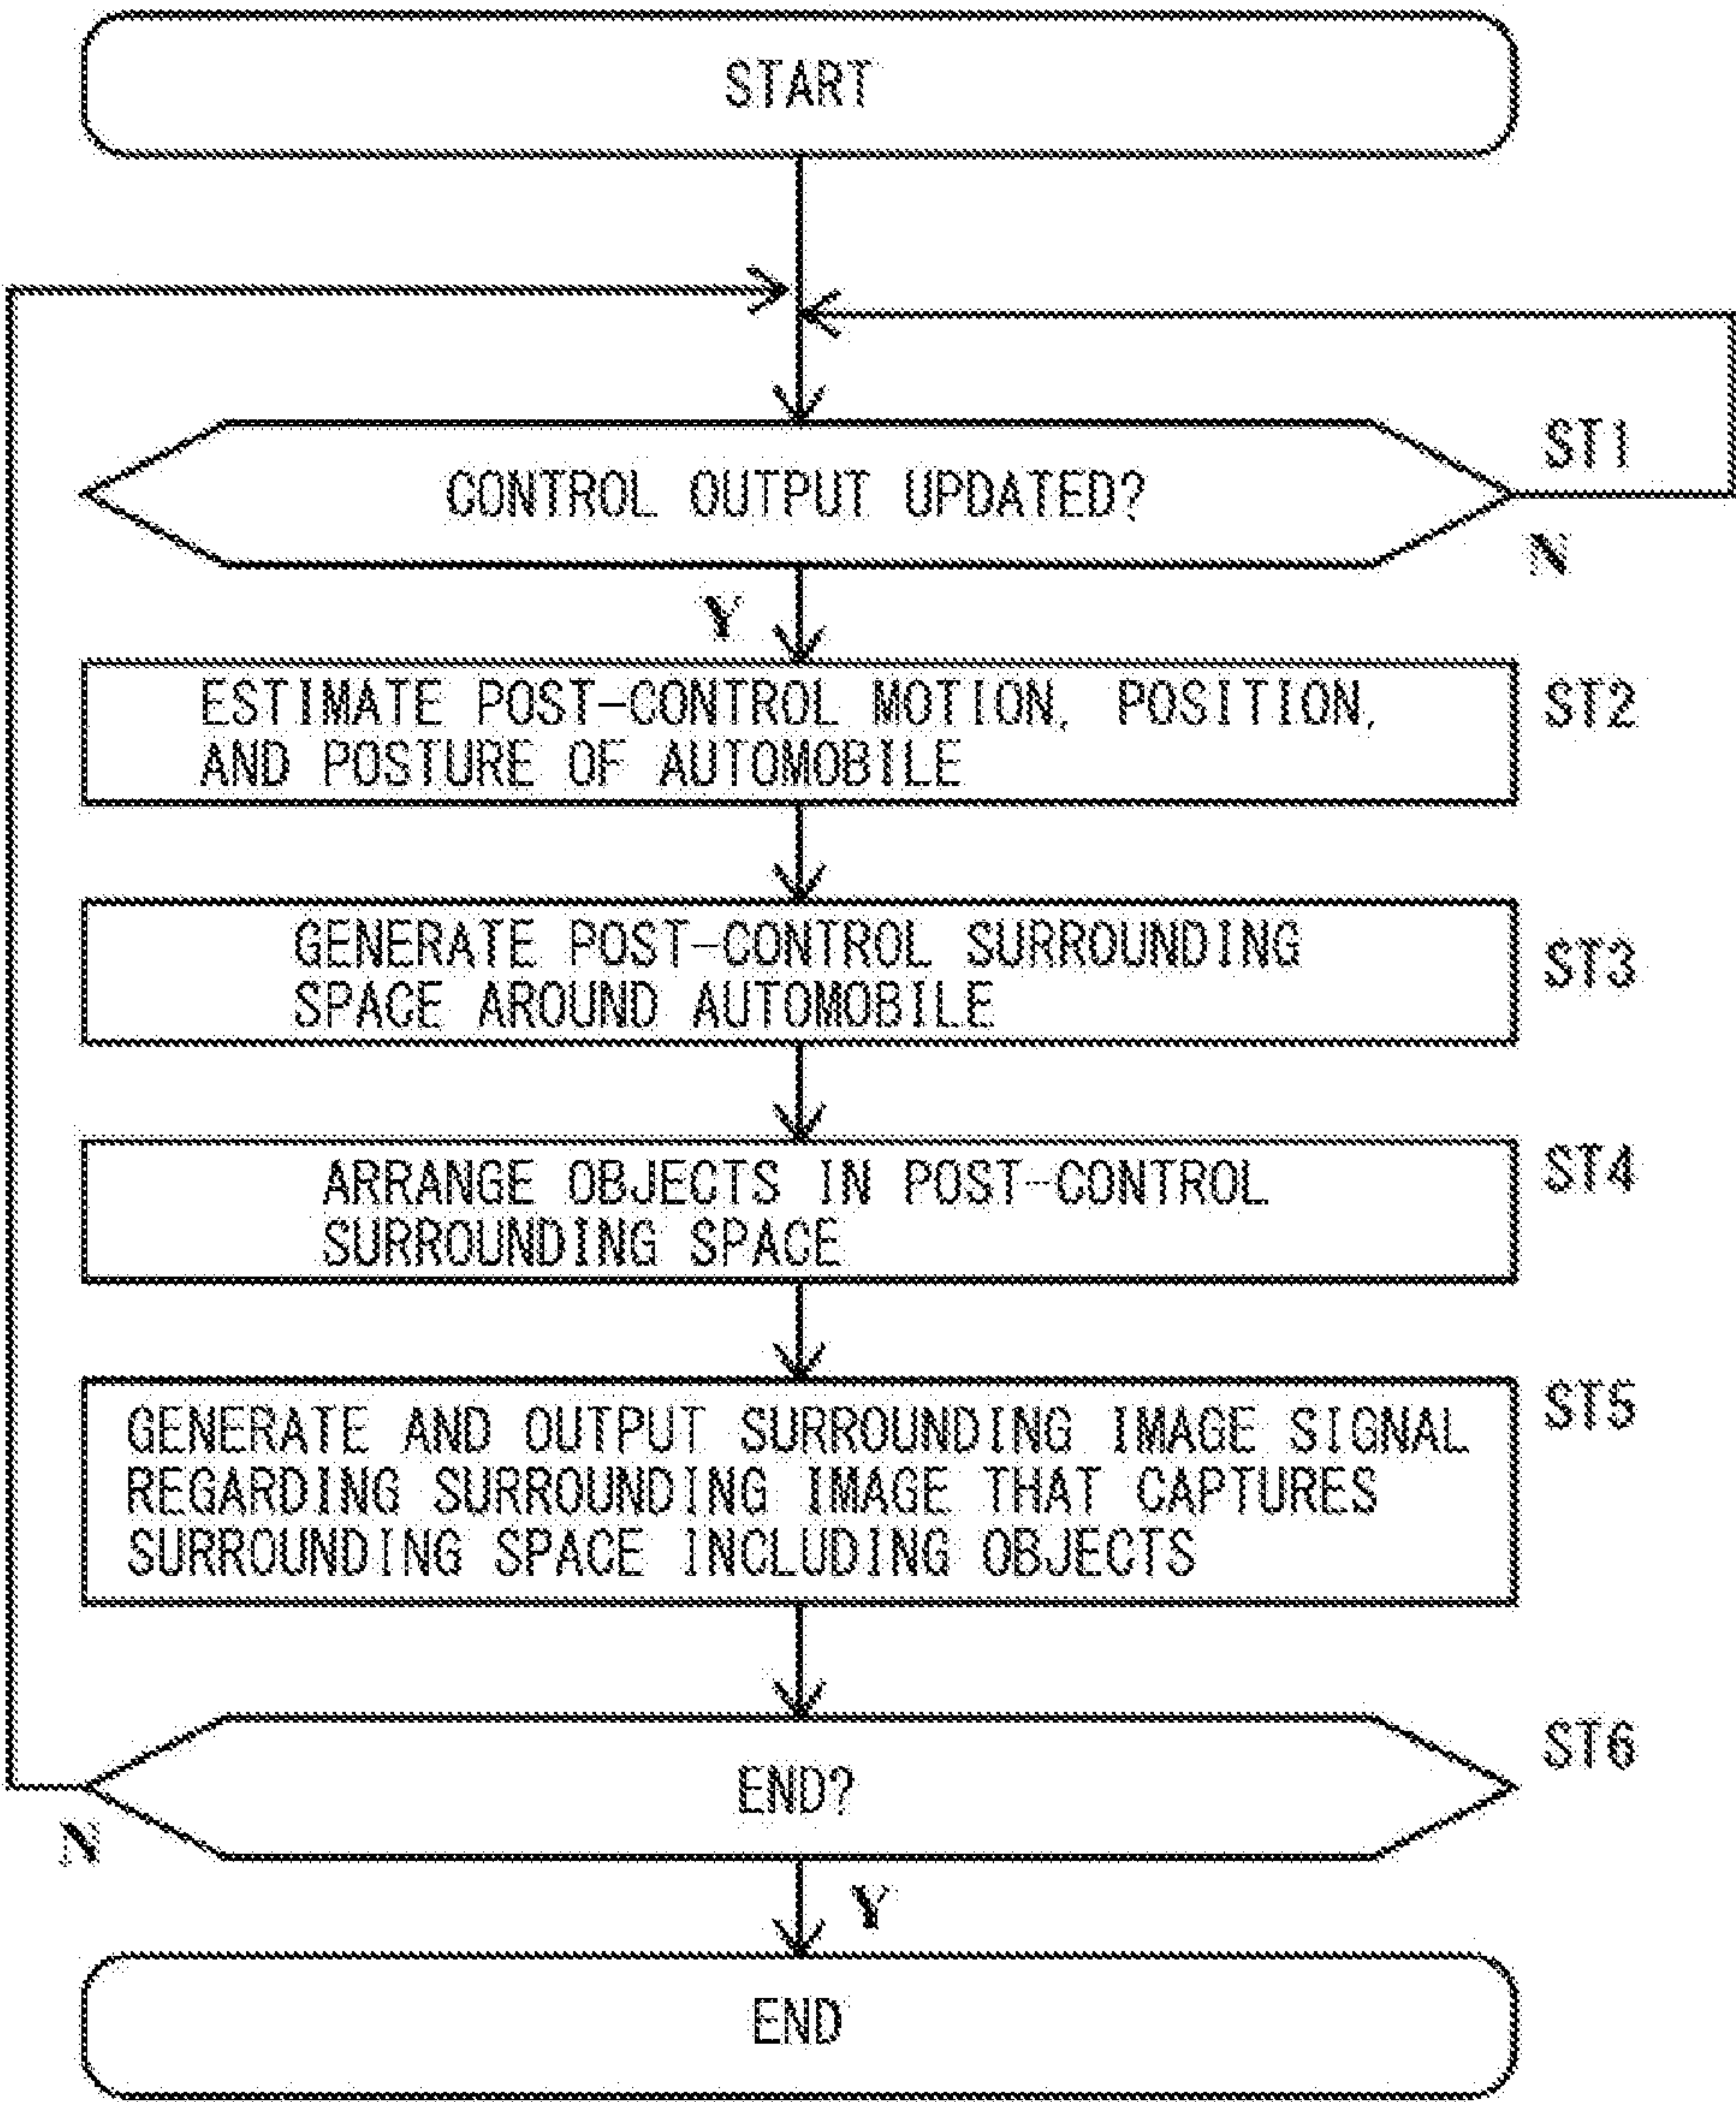 START
ST1
CONTROL OUTPUT UPDATED?
N
Y
ESTIMATE POST-CONTROL MOTION, POSITION,
AND POSTURE OF AUTOMOBILE
ST2
GENERATE POST-CONTROL SURROUNDING
SPACE AROUND AUTOMOBILE
ST3
ARRANGE OBJECTS IN POST-CONTROL
SURROUNDING SPACE
ST4
GENERATE AND OUTPUT SURROUNDING IMAGE SIGNAL
REGARDING SURROUNDING IMAGE THAT CAPTURES
SURROUNDING SPACE INCLUDING OBJECTS
ST5
ST6
END?
N
Y
END